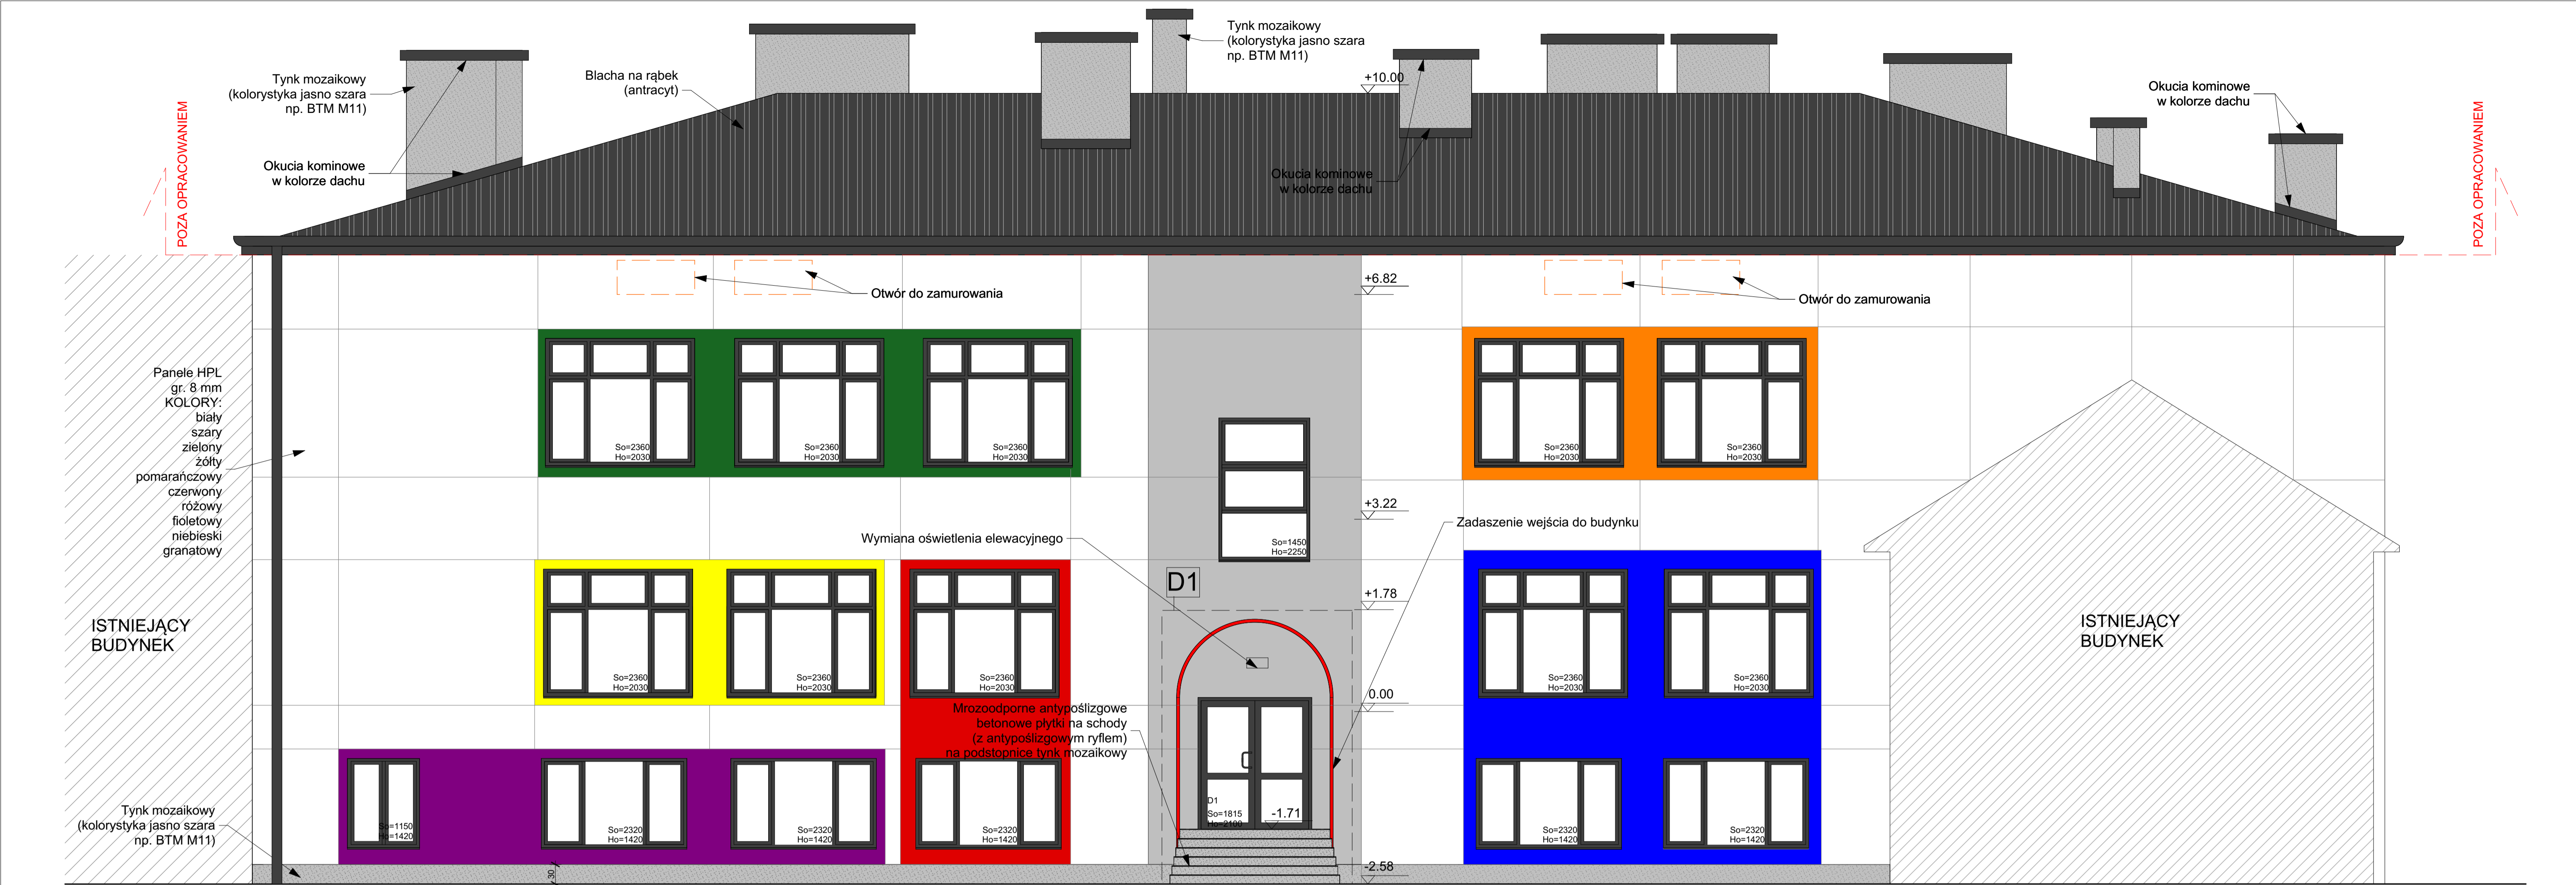 Tynk mozaikowy
(kolorystyka jasno szara
np. BTM M11)
Okucia kominowe
w kolorze dachu
POZA OPRACOWANIEM
Blacha na rąbek
(antracyt)
Tynk mozaikowy
(kolorystyka jasno szara
np. BTM M11)
+10.00
Okucia kominowe
w kolorze dachu
Okucia kominowe
w kolorze dachu
POZA OPRACOWANIEM
Otwór do zamurowania
+6.82
Otwór do zamurowania
Panele HPL
gr. 8 mm
KOLORY:
biały
szary
zielony
żółty
pomarańczowy
czerwony
różowy
fioletowy
niebieski
granatowy
So=2360
Ho=2030
So=2360
Ho=2030
So=2360
Ho=2030
So=2360
Ho=2030
So=2360
Ho=2030
+3.22
Zadaszenie wejścia do budynku
Wymiana oświetlenia elewacyjnego
So=1450
Ho=2250
D1
+1.78
ISTNIEJĄCY
BUDYNEK
ISTNIEJĄCY
BUDYNEK
So=2360
Ho=2030
So=2360
Ho=2030
So=2360
Ho=2030
So=2360
Ho=2030
So=2360
Ho=2030
0.00
Mrozoodporne antypoślizgowe
betonowe płytki na schody
(z antypoślizgowym ryflem)
na podstopnice tynk mozaikowy
Tynk mozaikowy
(kolorystyka jasno szara
np. BTM M11)
So=1150
Ho=1420
So=2320
Ho=1420
So=2320
Ho=1420
So=2320
Ho=1420
D1
So=1815
Ho=2100
-1.71
So=2320
Ho=1420
So=2320
Ho=1420
30
-2.58